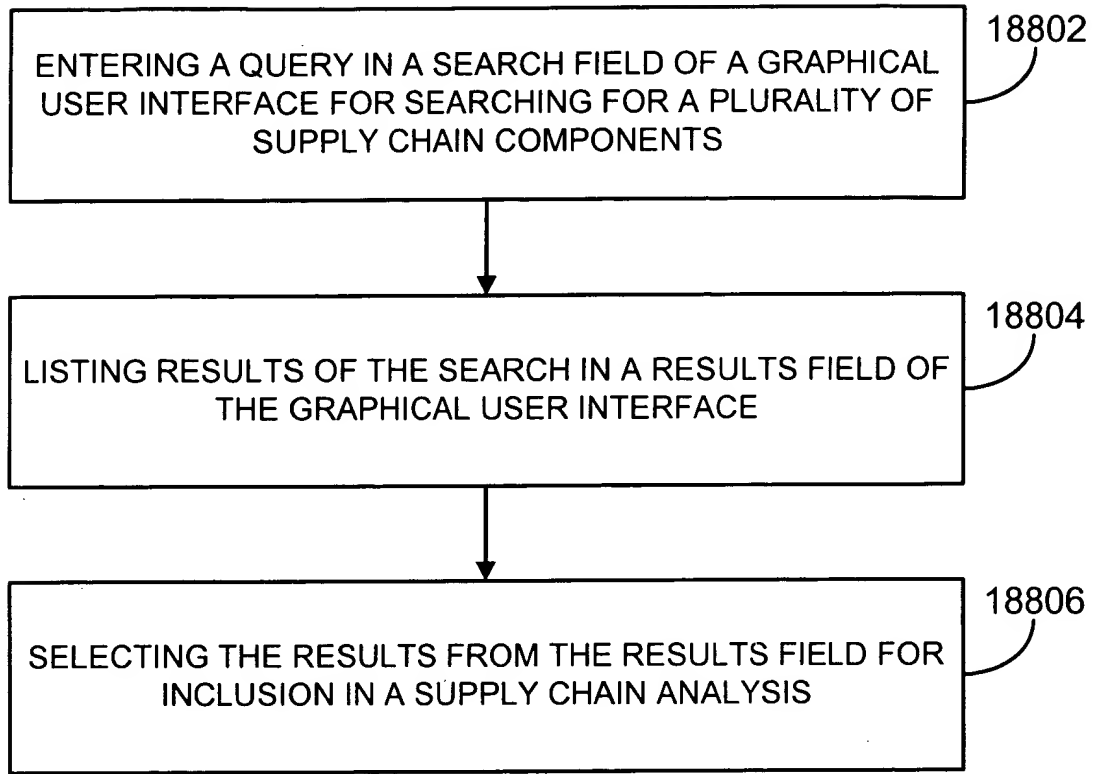 18802
ENTERING A QUERY IN A SEARCH FIELD OF A GRAPHICAL
USER INTERFACE FOR SEARCHING FOR A PLURALITY OF
SUPPLY CHAIN COMPONENTS
18804
LISTING RESULTS OF THE SEARCH IN A RESULTS FIELD OF
THE GRAPHICAL USER INTERFACE
18806
SELECTING THE RESULTS FROM THE RESULTS FIELD FOR
INCLUSION IN A SUPPLY CHAIN ANALYSIS